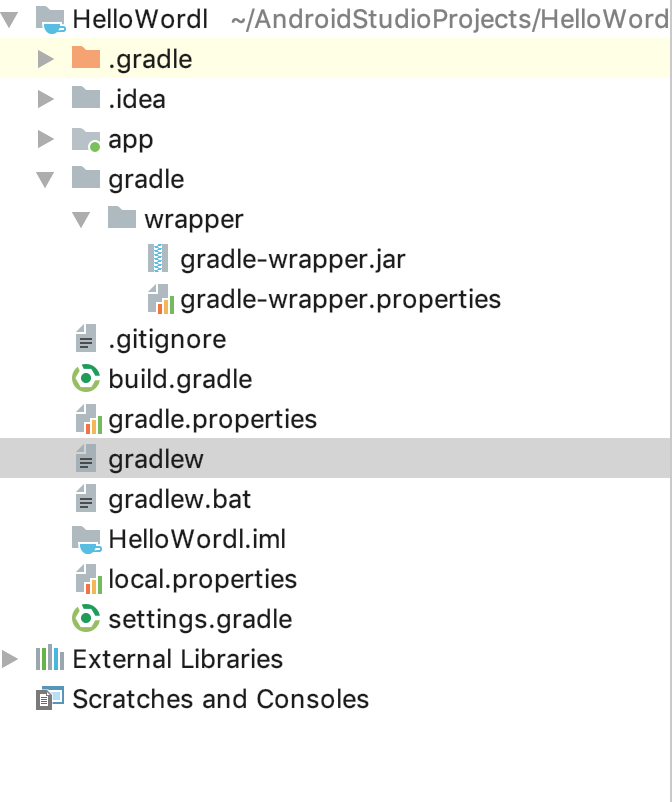 HelloWordl ~/AndroidStudioProjects/HelloWord
.gradle
.idea
app
gradle
wrapper
gradle-wrapper.jar
gradle-wrapper.properties
.gitignore
build.gradle
gradle.properties
gradlew
gradlew.bat
HelloWordl.iml
local.properties
settings.gradle
External Libraries
Scratches and Consoles